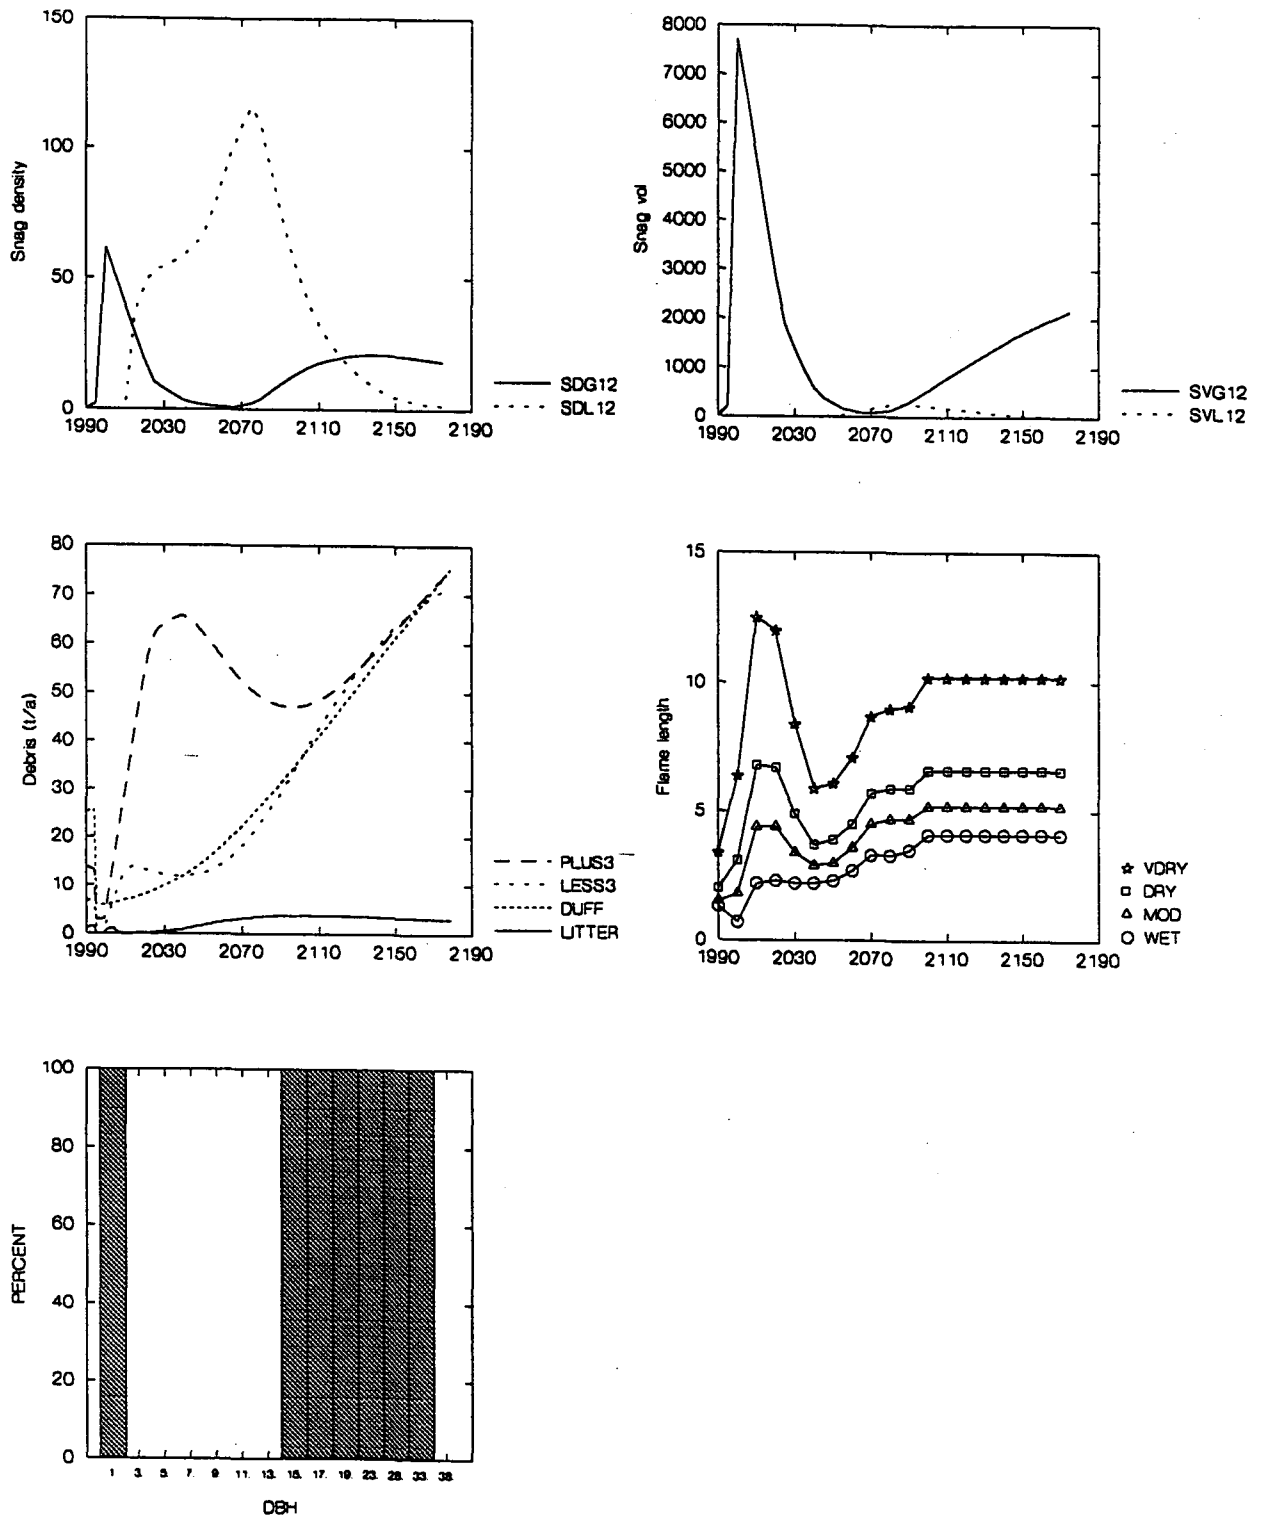 150
100
50
0
Snag density
1990 2030 2070 2110 2150 2190
SDG12
SDL12
8000
7000
6000
5000
4000
3000
2000
1000
0
Snag vol
1990 2030 2070 2110 2150 2190
SVG12
SVL12
80
70
60
50
40
30
20
10
0
Debris (t/a)
1990 2030 2070 2110 2150 2190
PLUS3
LESS3
DUFF
LITTER
15
10
5
0
Flame length
1990 2030 2070 2110 2150 2190
VDRY
DRY
MOD
WET
100
80
60
40
20
0
PERCENT
1 3. 5. 7. 9. 11. 13. 15. 17. 19. 23. 28. 33. 38.
DBH